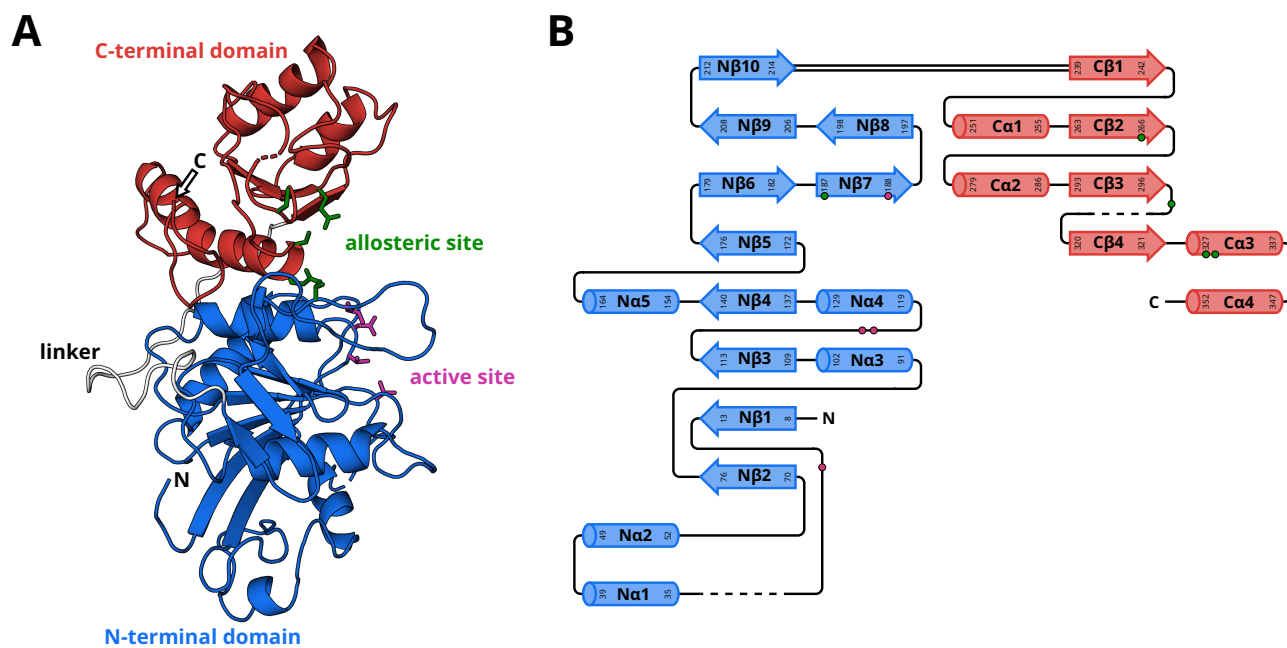 A
C-terminal domain
C
allosteric site
linker
active site
N
N-terminal domain
B
212 Nβ10 214
239 Cβ1 242
208 Nβ9 206
198 Nβ8 197
251 Cα1 255
263 Cβ2 266
179 Nβ6 182
187 Nβ7 188
279 Cα2 286
293 Cβ3 296
176 Nβ5 172
320 Cβ4 321
327 Cα3 337
164 Nα5 154
140 Nβ4 137
129 Nα4 119
C
352 Cα4 347
113 Nβ3 109
102 Nα3 91
13 Nβ1 8
N
76 Nβ2 70
49 Nα2 52
39 Nα1 35